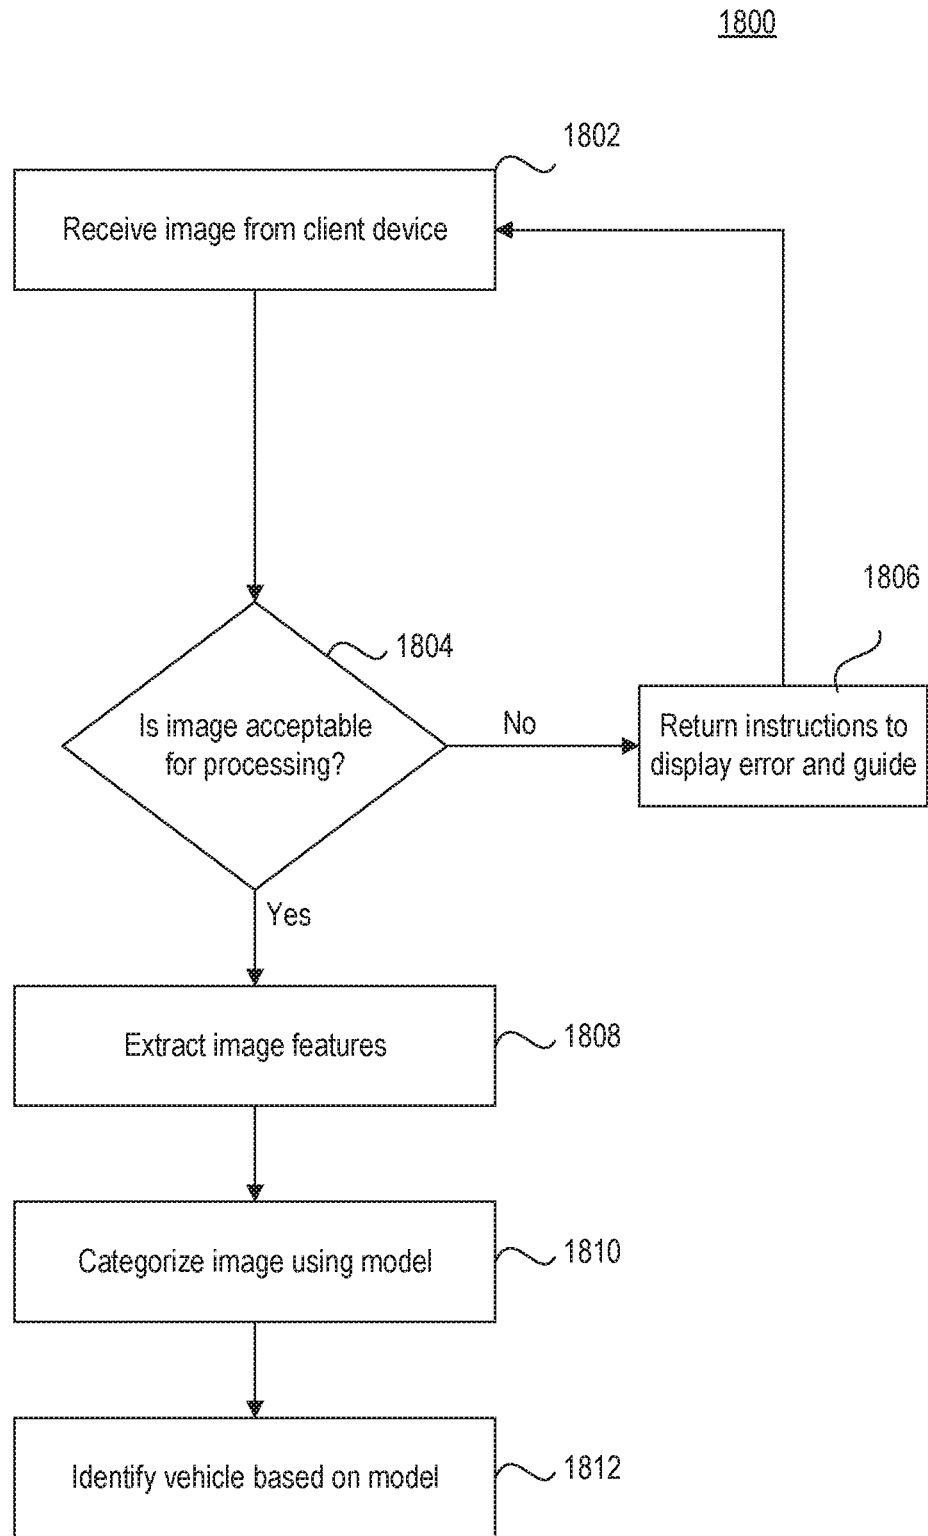 1800
1802
Receive image from client device
1806
1804
Is image acceptable
for processing?
No
Return instructions to
display error and guide
Yes
Extract image features
1808
Categorize image using model
1810
Identify vehicle based on model
1812